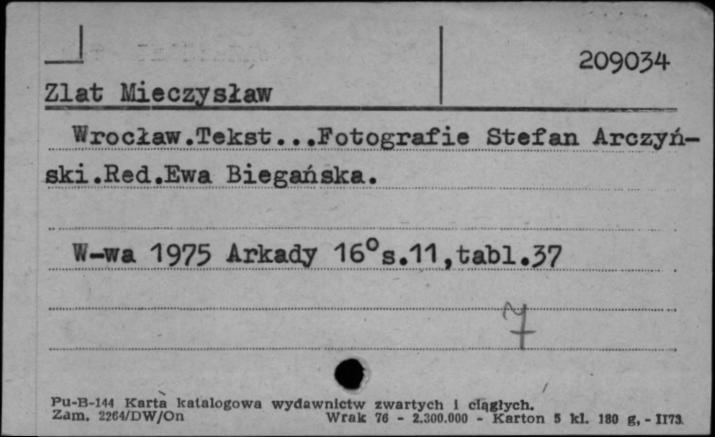 209034
Zlat Mieczysław
Wrocław.Tekst...Fotografie Stefan Arczyń-
ski.Red.Ewa Biegańska.
W-wa 1975 Arkady 16°s.11,tabl.37
7
Pu-B-144 Karta katalogowa wydawnictw zwartych i ciągłych.
Zam. 2264/DW/On Wrak 76 - 2.300.000 - Karton 5 kl. 180 g, - II73